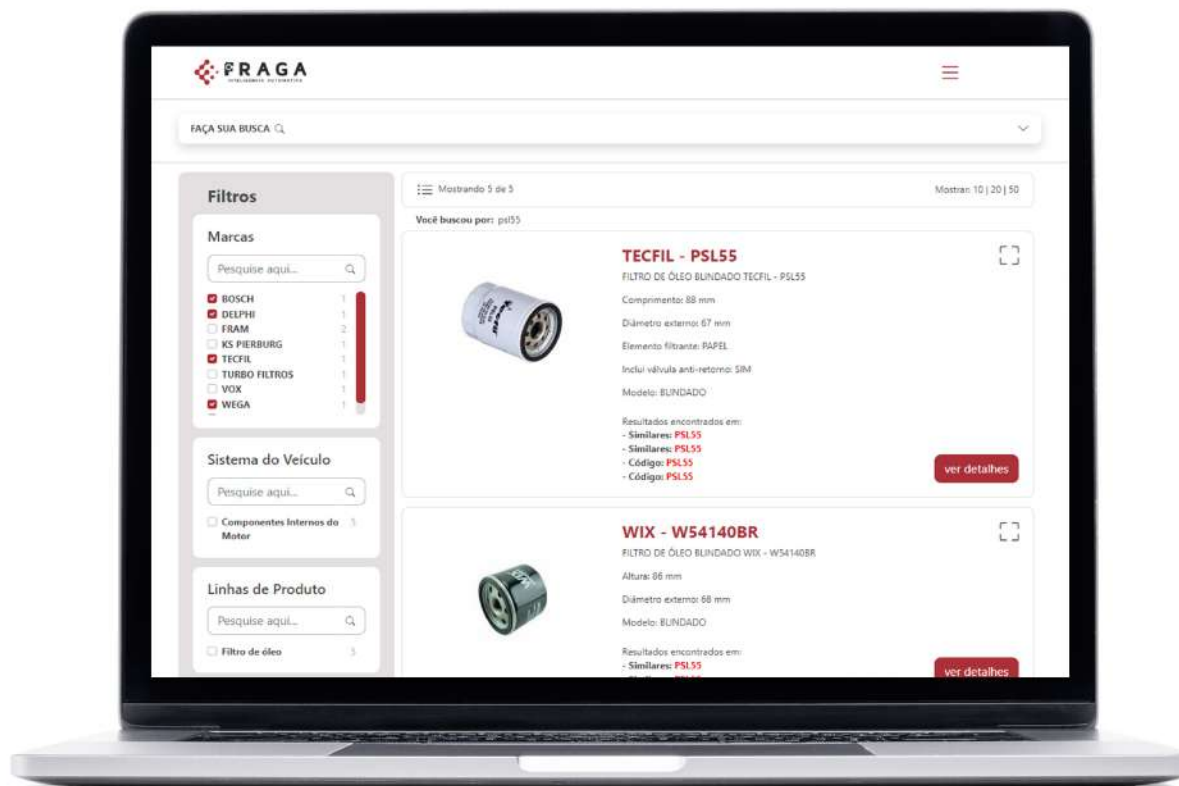 FRAGA
INTELIGÊNCIA AUTOMOTIVA
FAÇA SUA BUSCA
Filtros
Marcas
Pesquise aqui...
BOSCH 1
DELPHI 1
FRAM 2
KS PIERBURG 1
TECFIL 1
TURBO FILTROS 1
VOX 1
WEGA 1
Sistema do Veículo
Pesquise aqui...
Componentes Internos do 3
Motor
Linhas de Produto
Pesquise aqui...
Filtro de óleo 3
Mostrando 5 de 5
Mostrar: 10 | 20 | 50
Você buscou por: psl55
TECFIL - PSL55
FILTRO DE ÓLEO BLINDADO TECFIL - PSL55
Comprimento: 88 mm
Diâmetro externo: 67 mm
Elemento filtrante: PAPEL
Inclui válvula anti-retorno: SIM
Modelo: BLINDADO
Resultados encontrados em:
- Similares: PSL55
- Similares: PSL55
- Código: PSL55
- Código: PSL55
ver detalhes
Tecfil
WIX - W54140BR
FILTRO DE ÓLEO BLINDADO WIX - W54140BR
Altura: 86 mm
Diâmetro externo: 68 mm
Modelo: BLINDADO
Resultados encontrados em:
- Similares: PSL55
ver detalhes
WIX